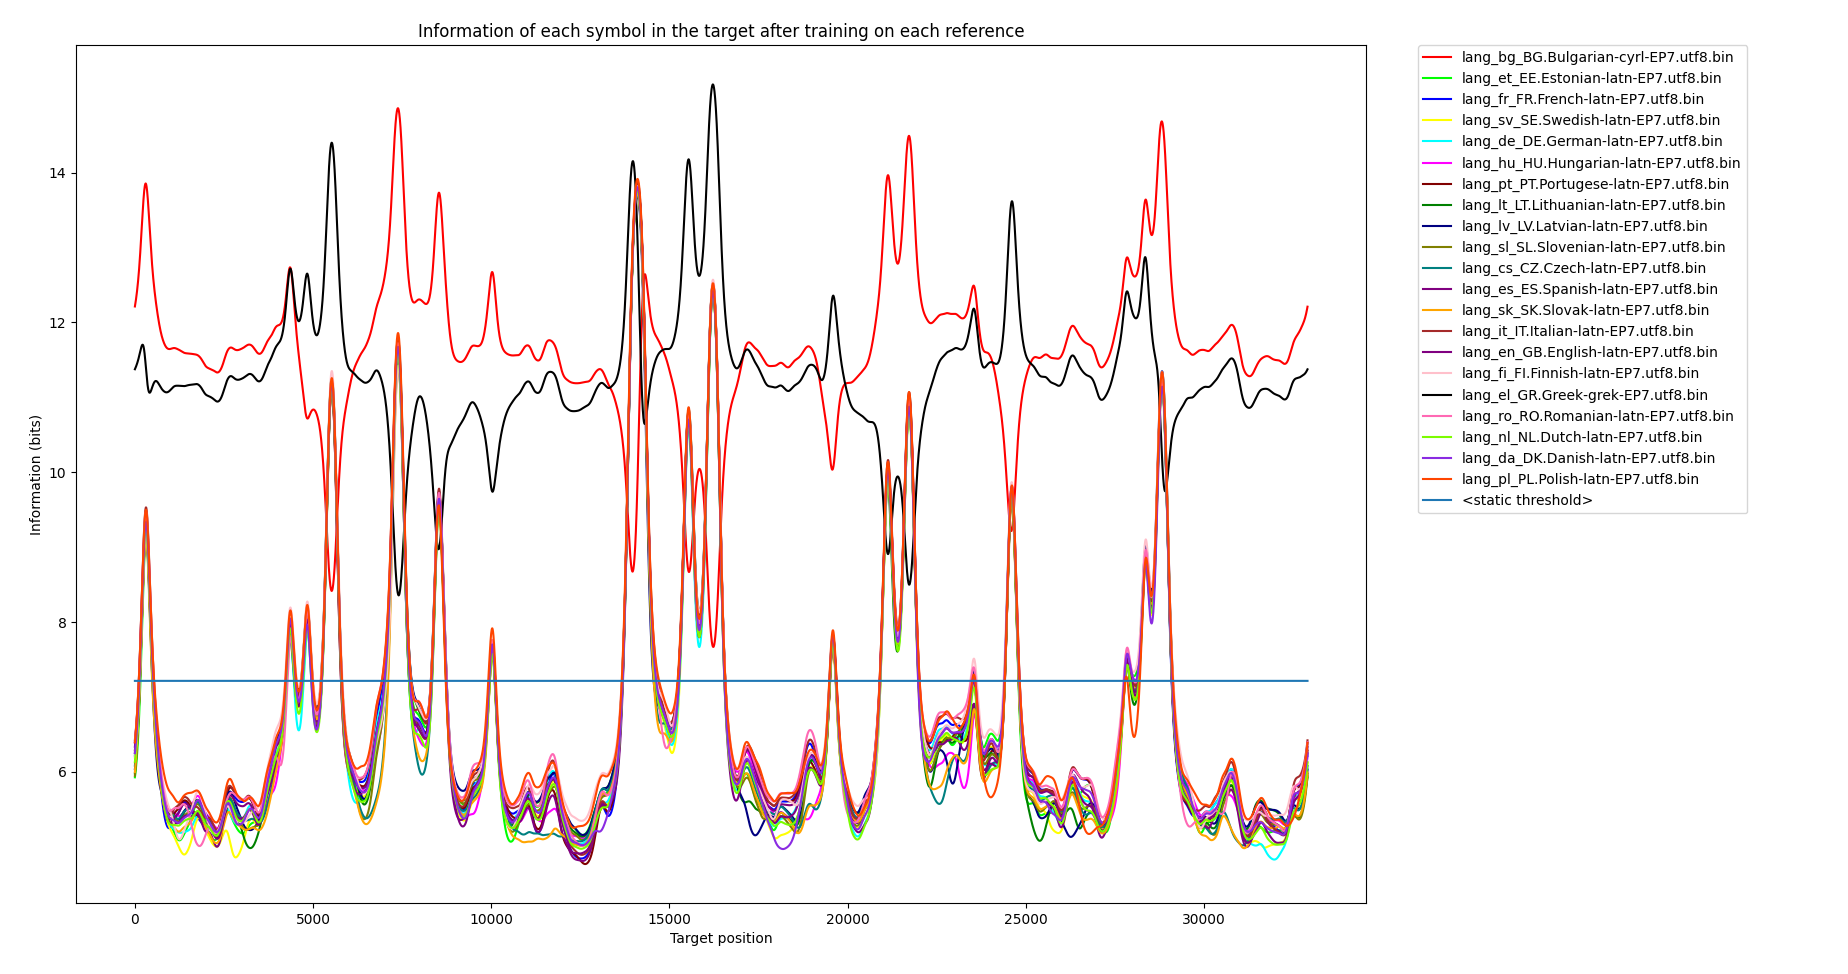 Information of each symbol in the target after training on each reference
Information (bits)
14
12
10
8
6
0
5000
10000
15000
20000
25000
30000
Target position
lang_bg_BG.Bulgarian-cyrl-EP7.utf8.bin
lang_et_EE.Estonian-latn-EP7.utf8.bin
lang_fr_FR.French-latn-EP7.utf8.bin
lang_sv_SE.Swedish-latn-EP7.utf8.bin
lang_de_DE.German-latn-EP7.utf8.bin
lang_hu_HU.Hungarian-latn-EP7.utf8.bin
lang_pt_PT.Portugese-latn-EP7.utf8.bin
lang_lt_LT.Lithuanian-latn-EP7.utf8.bin
lang_lv_LV.Latvian-latn-EP7.utf8.bin
lang_sl_SL.Slovenian-latn-EP7.utf8.bin
lang_cs_CZ.Czech-latn-EP7.utf8.bin
lang_es_ES.Spanish-latn-EP7.utf8.bin
lang_sk_SK.Slovak-latn-EP7.utf8.bin
lang_it_IT.Italian-latn-EP7.utf8.bin
lang_en_GB.English-latn-EP7.utf8.bin
lang_fi_FI.Finnish-latn-EP7.utf8.bin
lang_el_GR.Greek-grek-EP7.utf8.bin
lang_ro_RO.Romanian-latn-EP7.utf8.bin
lang_nl_NL.Dutch-latn-EP7.utf8.bin
lang_da_DK.Danish-latn-EP7.utf8.bin
lang_pl_PL.Polish-latn-EP7.utf8.bin
<static threshold>